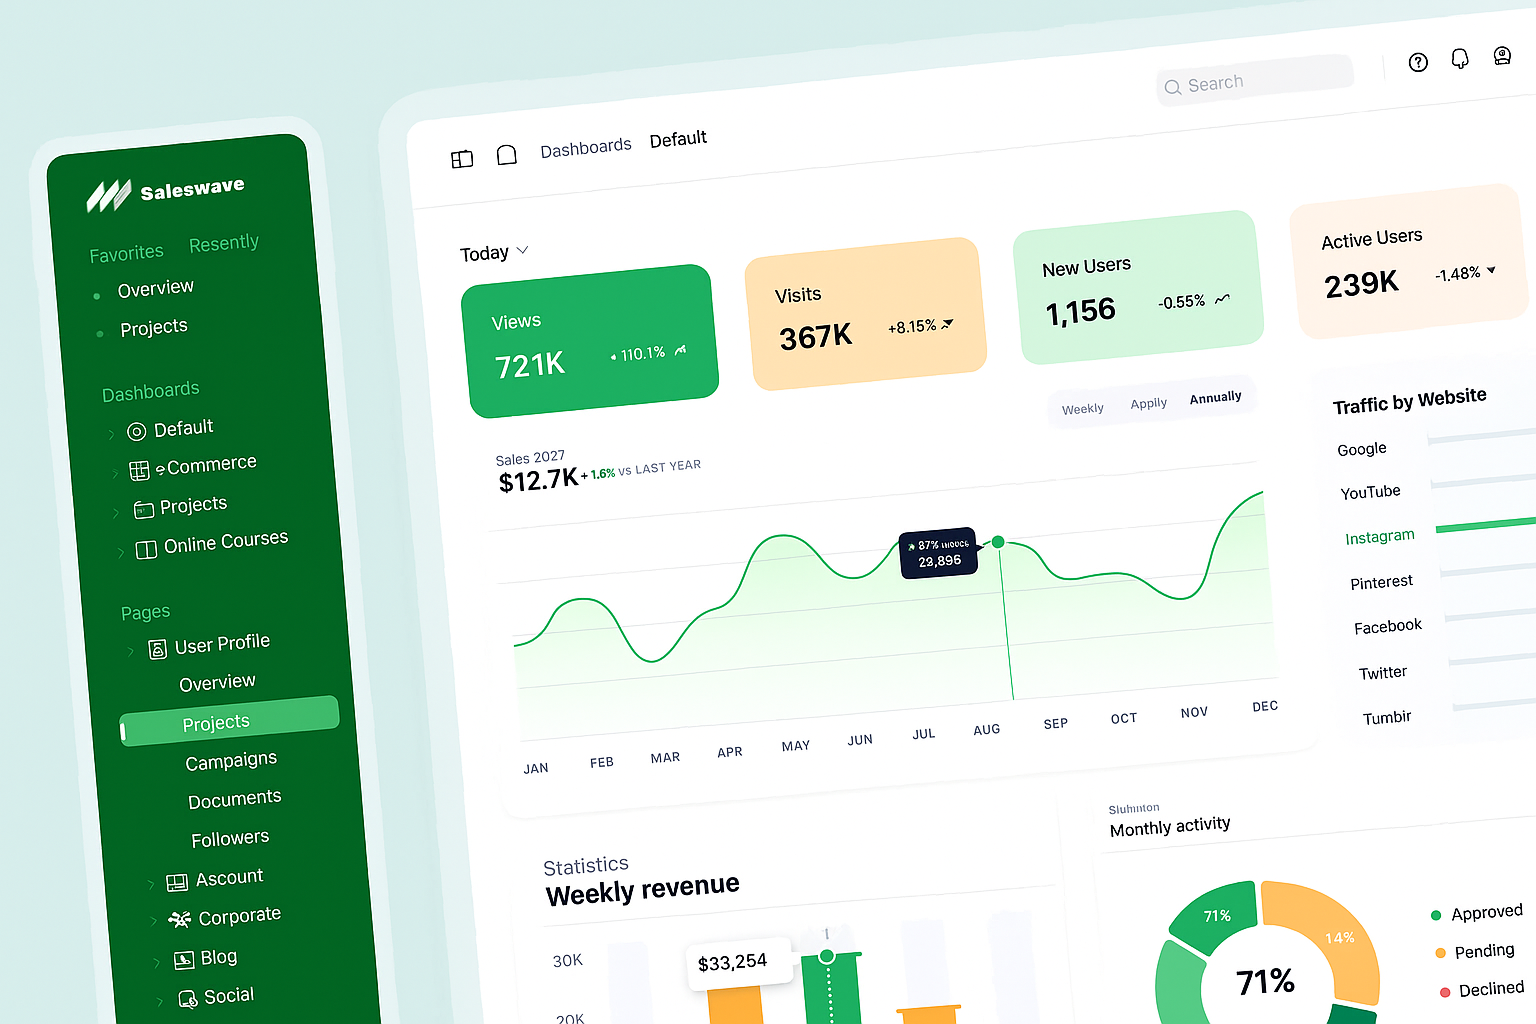 Saleswave
Favorites Resently
Overview
Projects
Dashboards
Default
eCommerce
Projects
Online Courses
Pages
User Profile
Overview
Projects
Campaigns
Documents
Followers
Ascount
Corporate
Blog
Social
Dashboards Default
Search
Today
Views
721K 110.1%
Visits
367K +8.15%
New Users
1,156 -0.55%
Active Users
239K -1.48%
Weekly Applly Annually
Sales 2027
$12.7K + 1.6% VS LAST YEAR
87%
22,896
JAN FEB MAR APR MAY JUN JUL AUG SEP OCT NOV DEC
Traffic by Website
Google
YouTube
Instagram
Pinterest
Facebook
Twitter
Tumbir
Statistics
Weekly revenue
30K
20K
$33,254
Monthly activity
71%
14%
71%
Approved
Pending
Declined